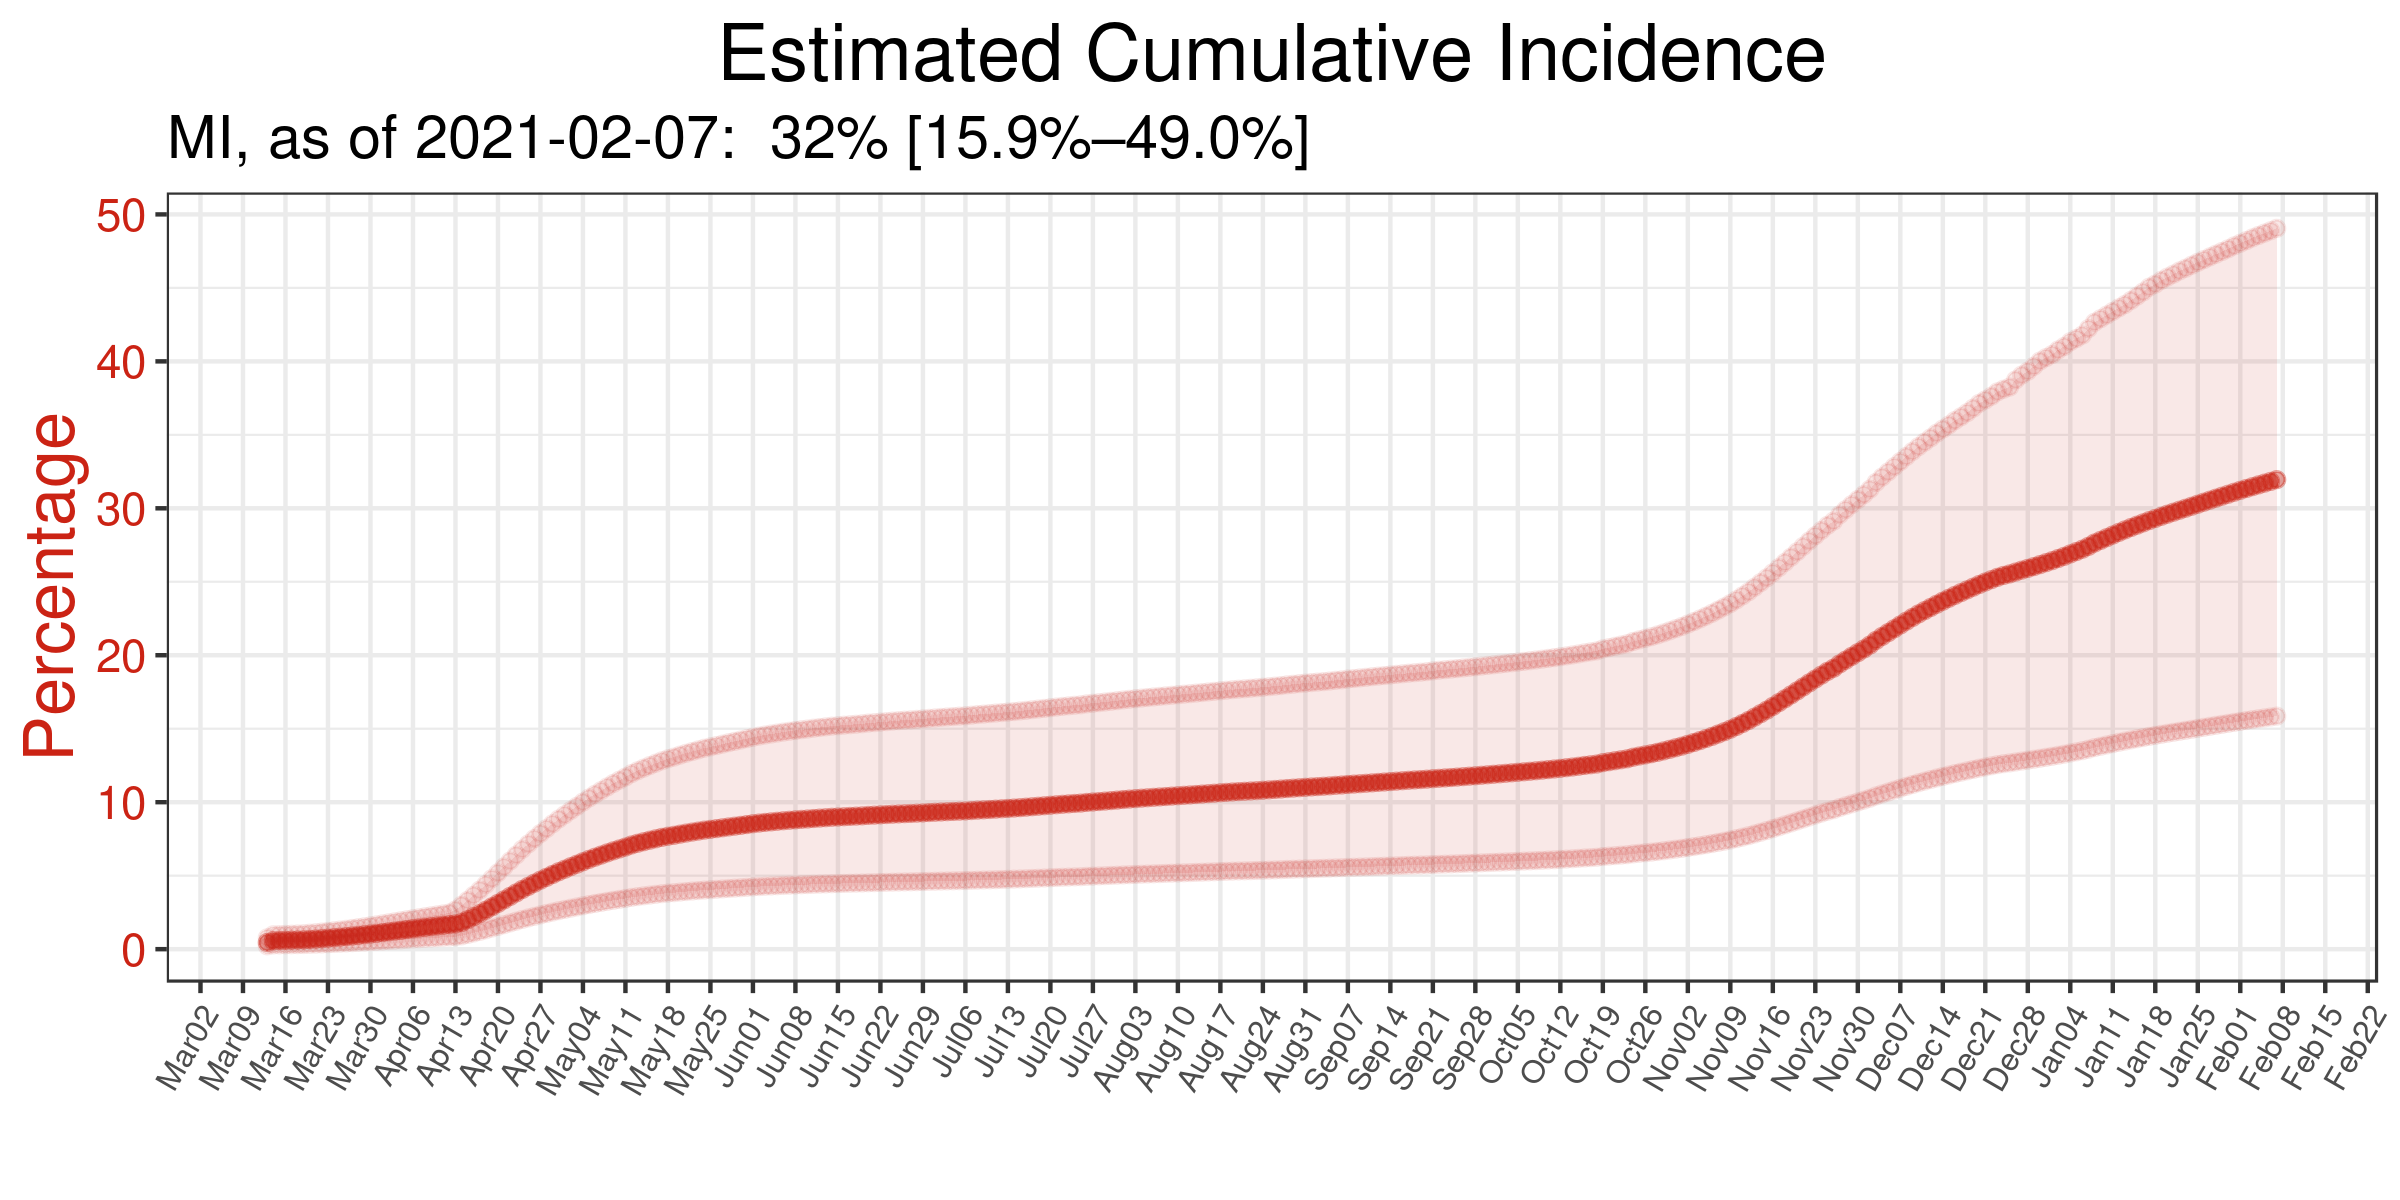 Estimated Cumulative Incidence
MI, as of 2021-02-07:  32% [15.9%–49.0%]
Percentage
50
40
30
20
10
0
Mar02 Mar09 Mar16 Mar23 Mar30 Apr06 Apr13 Apr20 Apr27 May04 May11 May18 May25 Jun01 Jun08 Jun15 Jun22 Jun29 Jul06 Jul13 Jul20 Jul27 Aug03 Aug10 Aug17 Aug24 Aug31 Sep07 Sep14 Sep21 Sep28 Oct05 Oct12 Oct19 Oct26 Nov02 Nov09 Nov16 Nov23 Nov30 Dec07 Dec14 Dec21 Dec28 Jan04 Jan11 Jan18 Jan25 Feb01 Feb08 Feb15 Feb22